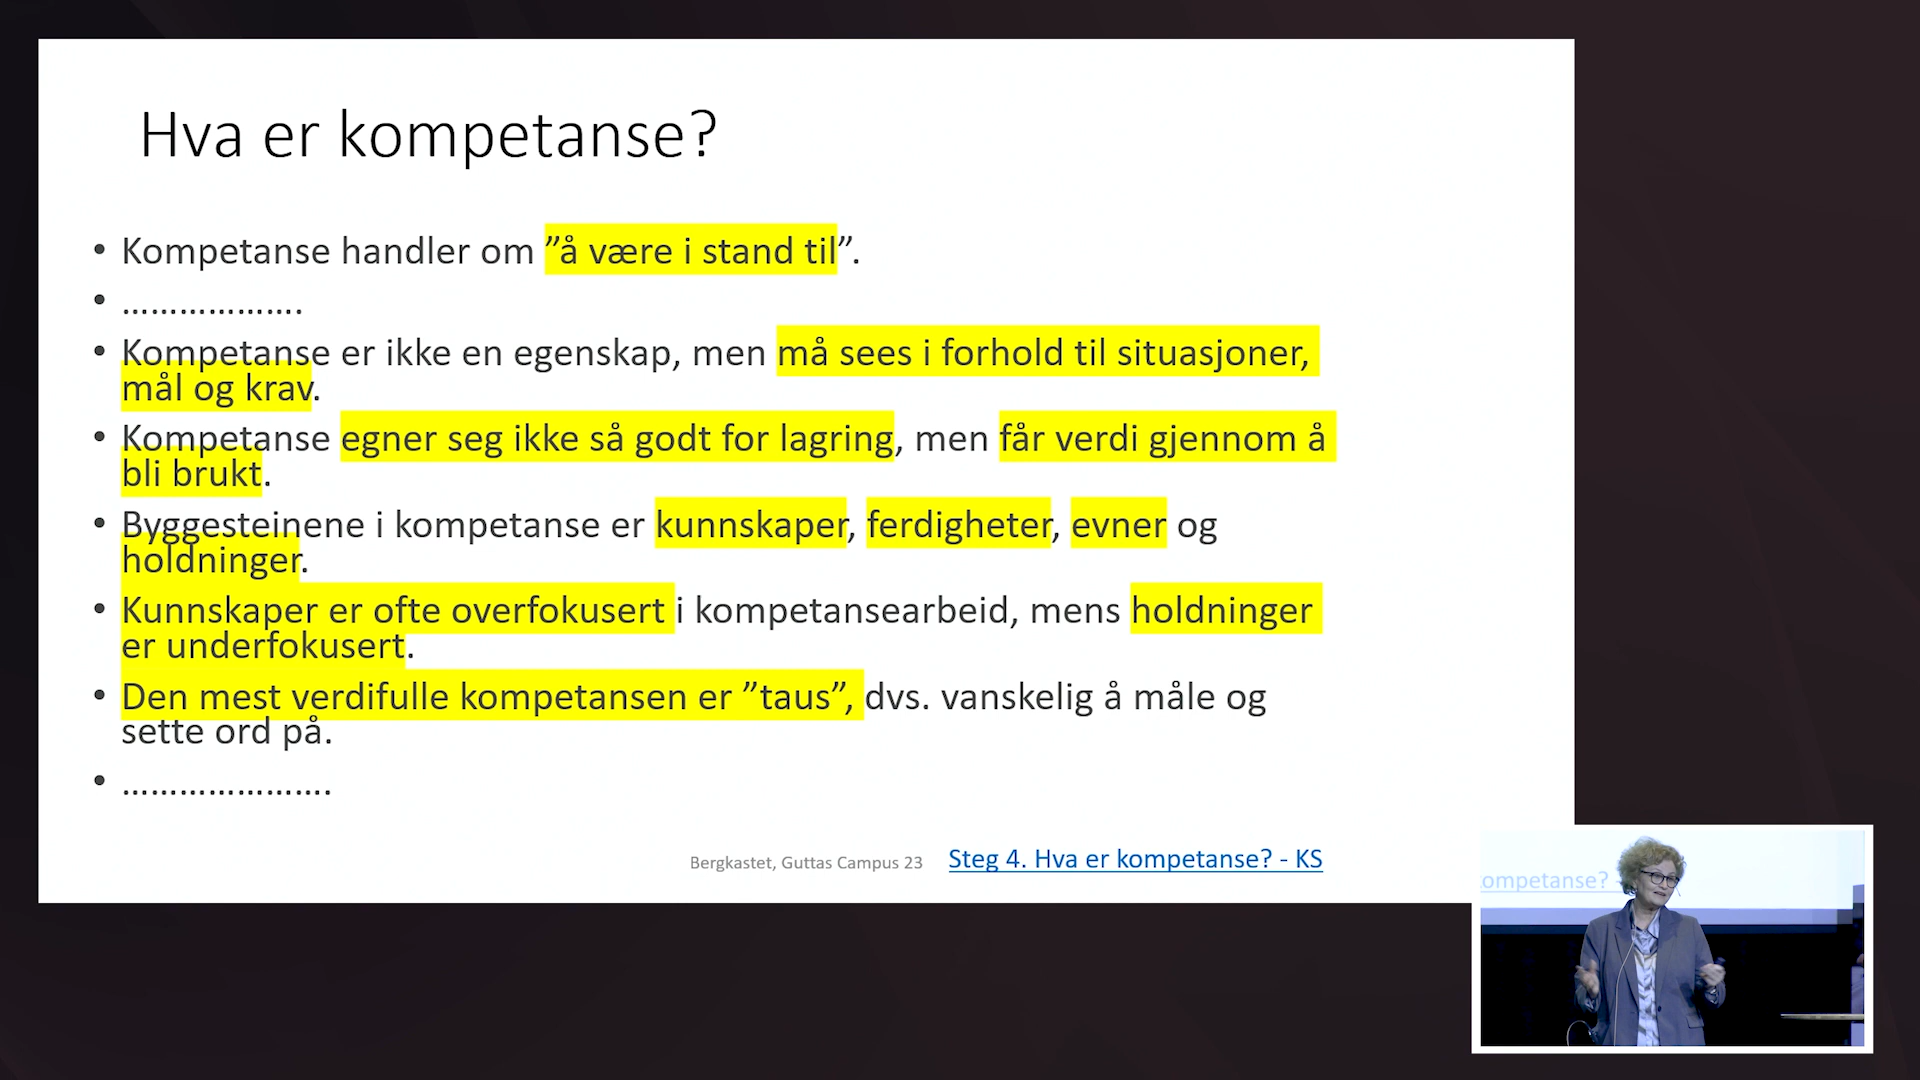 Hva er kompetanse?
• Kompetanse handler om ”å være i stand til”.
• ……………….
• Kompetanse er ikke en egenskap, men må sees i forhold til situasjoner,
mål og krav.
• Kompetanse egner seg ikke så godt for lagring, men får verdi gjennom å
bli brukt.
• Byggesteinene i kompetanse er kunnskaper, ferdigheter, evner og
holdninger.
• Kunnskaper er ofte overfokusert i kompetansearbeid, mens holdninger
er underfokusert.
• Den mest verdifulle kompetansen er ”taus”, dvs. vanskelig å måle og
sette ord på.
• ………………….
Bergkastet, Guttas Campus 23
Steg 4. Hva er kompetanse? - KS
ompetanse?